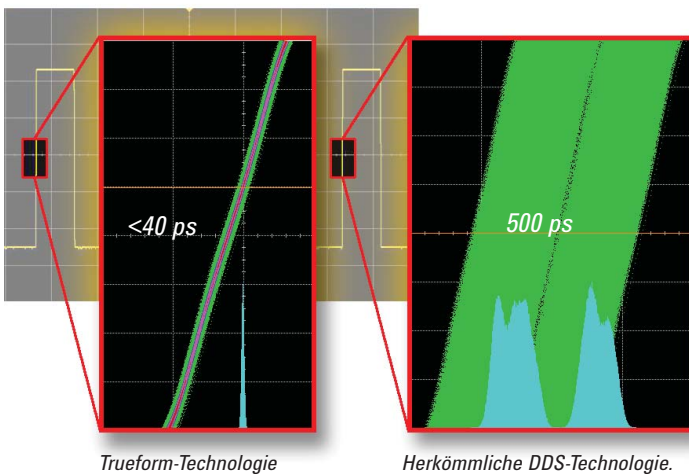 <40 ps
500 ps
Trueform-Technologie
Herkömmliche DDS-Technologie.